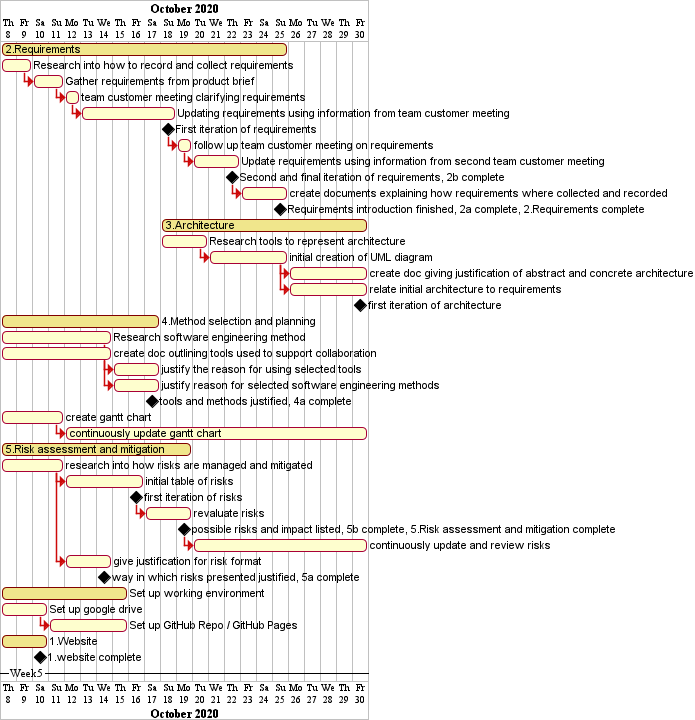 October 2020
Th Fr Sa Su Mo Tu We Th Fr Sa Su Mo Tu We Th Fr Sa Su Mo Tu We Th Fr
8 9 10 11 12 13 14 15 16 17 18 19 20 21 22 23 24 25 26 27 28 29 30
2.Requirements
Research into how to record and collect requirements
Gather requirements from product brief
team customer meeting clarifying requirements
Updating requirements using information from team customer meeting
First iteration of requirements
follow up team customer meeting on requirements
Update requirements using information from second team customer meeting
Second and final iteration of requirements, 2b complete
create documents explaining how requirements where collected and recorded
Requirements introduction finished, 2a complete, 2.Requirements complete
3.Architecture
Research tools to represent architecture
initial creation of UML diagram
create doc giving justification of abstract and concrete architecture
relate initial architecture to requirements
first iteration of architecture
4.Method selection and planning
Research software engineering method
create doc outlining tools used to support collaboration
justify the reason for using selected tools
justify reason for selected software engineering methods
tools and methods justified, 4a complete
create gantt chart
continuously update gantt chart
5.Risk assessment and mitigation
research into how risks are managed and mitigated
initial table of risks
first iteration of risks
revaluate risks
possible risks and impact listed, 5b complete, 5.Risk assessment and mitigation complete
continuously update and review risks
give justification for risk format
way in which risks presented justified, 5a complete
Set up working environment
Set up google drive
Set up GitHub Repo / GitHub Pages
1.Website
1.website complete
Week5
Th Fr Sa Su Mo Tu We Th Fr Sa Su Mo Tu We Th Fr Sa Su Mo Tu We Th Fr
8 9 10 11 12 13 14 15 16 17 18 19 20 21 22 23 24 25 26 27 28 29 30
October 2020